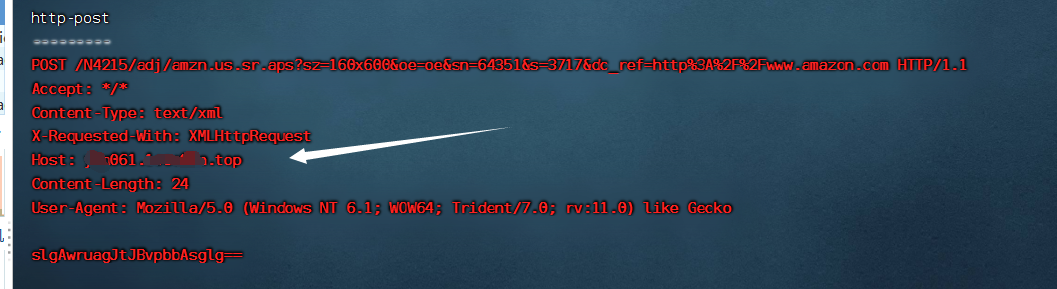 http-post
=========
POST /N4215/adj/amzn.us.sr.aps?sz=160x600&oe=oe&sn=64351&s=3717&dc_ref=http%3A%2F%2Fwww.amazon.com HTTP/1.1
Accept: */*
Content-Type: text/xml
X-Requested-With: XMLHttpRequest
Host: .top
Content-Length: 24
User-Agent: Mozilla/5.0 (Windows NT 6.1; WOW64; Trident/7.0; rv:11.0) like Gecko
slgAwruagJtJBvpbbAsglg==